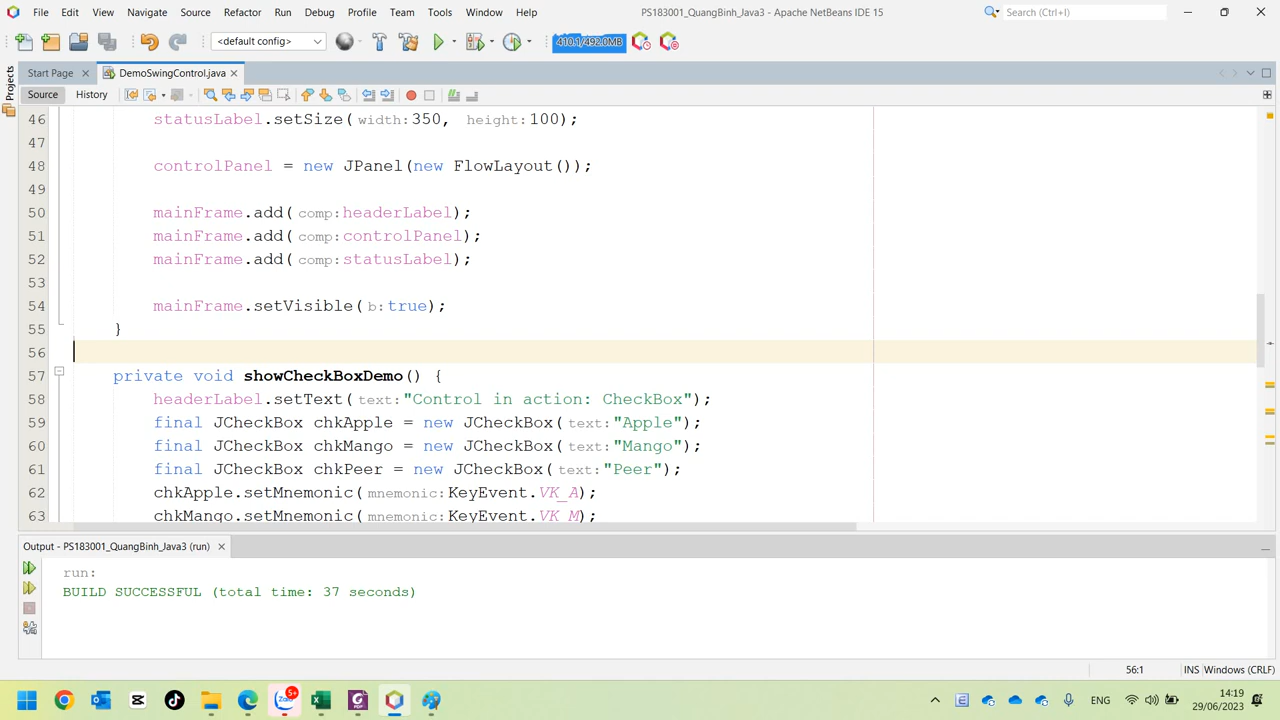 File Edit View Navigate Source Refactor Run Debug Profile Team Tools Window Help PS183001_QuangBinh_Java3 - Apache NetBeans IDE 15 Search (Ctrl+I)
<default config> 410.1/492.0MB
Projects
Start Page DemoSwingControl.java
Source History
46 statusLabel.setSize(width:350, height:100);
47
48 controlPanel = new JPanel(new FlowLayout());
49
50 mainFrame.add(comp:headerLabel);
51 mainFrame.add(comp:controlPanel);
52 mainFrame.add(comp:statusLabel);
53
54 mainFrame.setVisible(b:true);
55 }
56
57 private void showCheckBoxDemo() {
58 headerLabel.setText(text:"Control in action: CheckBox");
59 final JCheckBox chkApple = new JCheckBox(text:"Apple");
60 final JCheckBox chkMango = new JCheckBox(text:"Mango");
61 final JCheckBox chkPeer = new JCheckBox(text:"Peer");
62 chkApple.setMnemonic(mnemonic:KeyEvent.VK_A);
63 chkMango.setMnemonic(mnemonic:KeyEvent.VK_M);
Output - PS183001_QuangBinh_Java3 (run)
run:
BUILD SUCCESSFUL (total time: 37 seconds)
56:1 INS Windows (CRLF)
Zalo 5+ ENG 14:19
29/06/2023